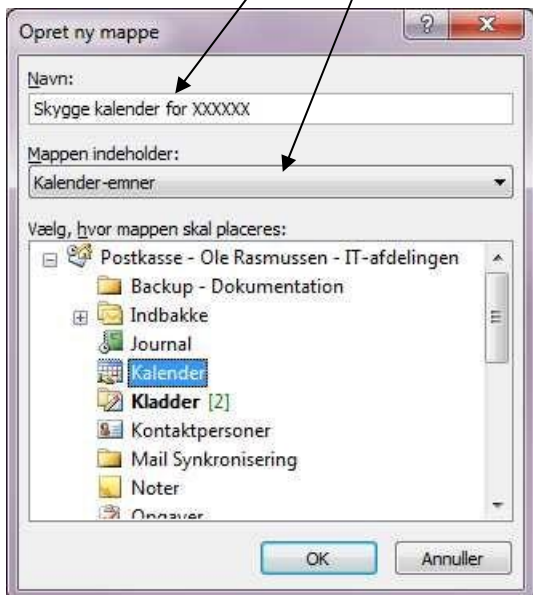 Opret ny mappe
Navn:
Skygge kalender for XXXXXX
Mappen indeholder:
Kalender-emner
Vælg, hvor mappen skal placeres:
Postkasse - Ole Rasmussen - IT-afdelingen
Backup - Dokumentation
Indbakke
Journal
Kalender
Kladder [2]
Kontaktpersoner
Mail Synkronisering
Noter
Opgaver
OK Annuller